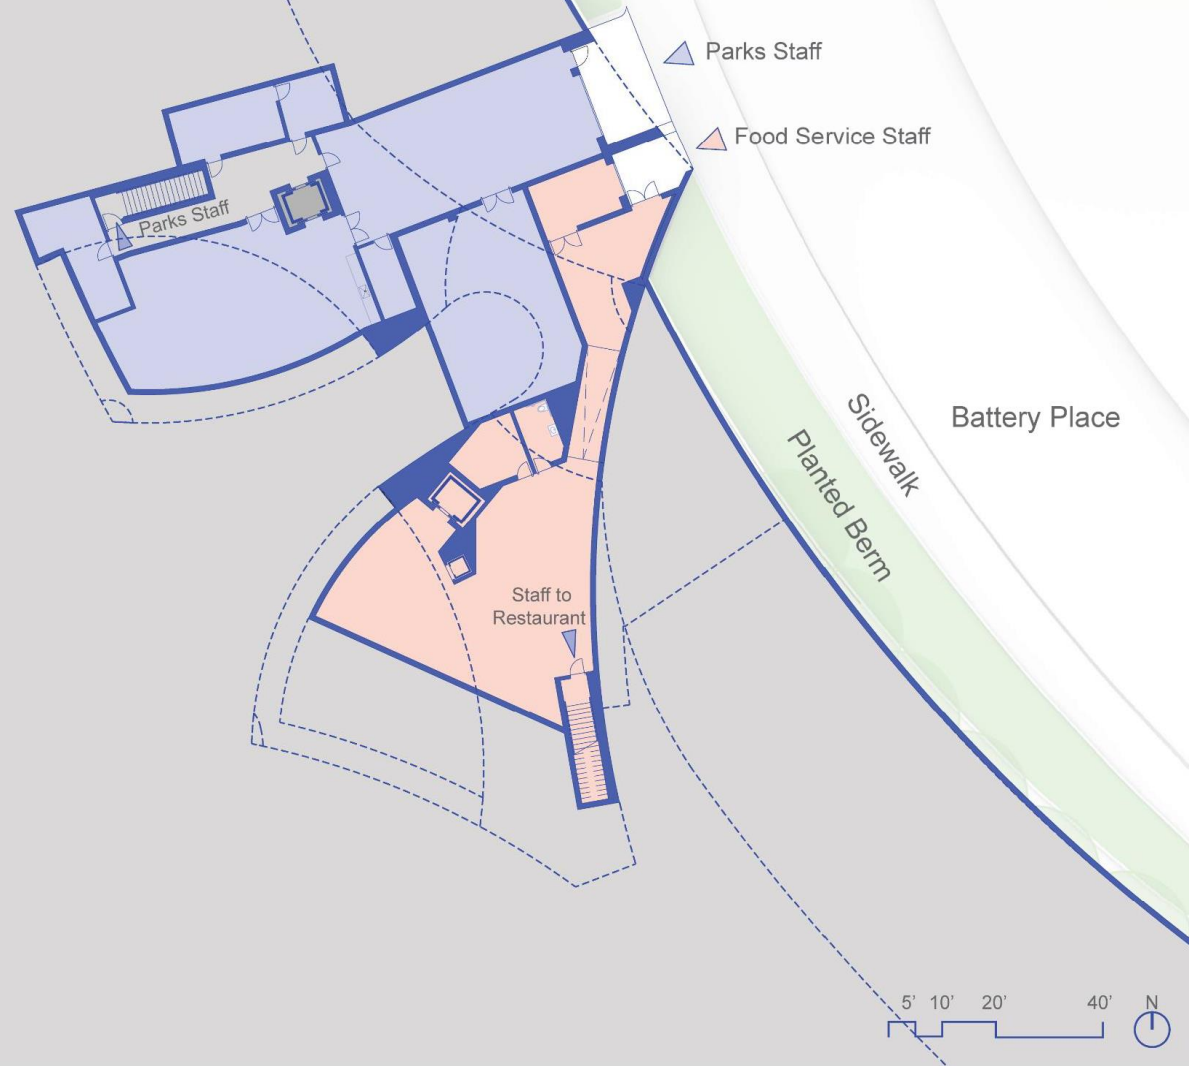 Parks Staff
Food Service Staff
Parks Staff
Sidewalk
Battery Place
Planted Berm
Staff to
Restaurant
5' 10' 20' 40' N